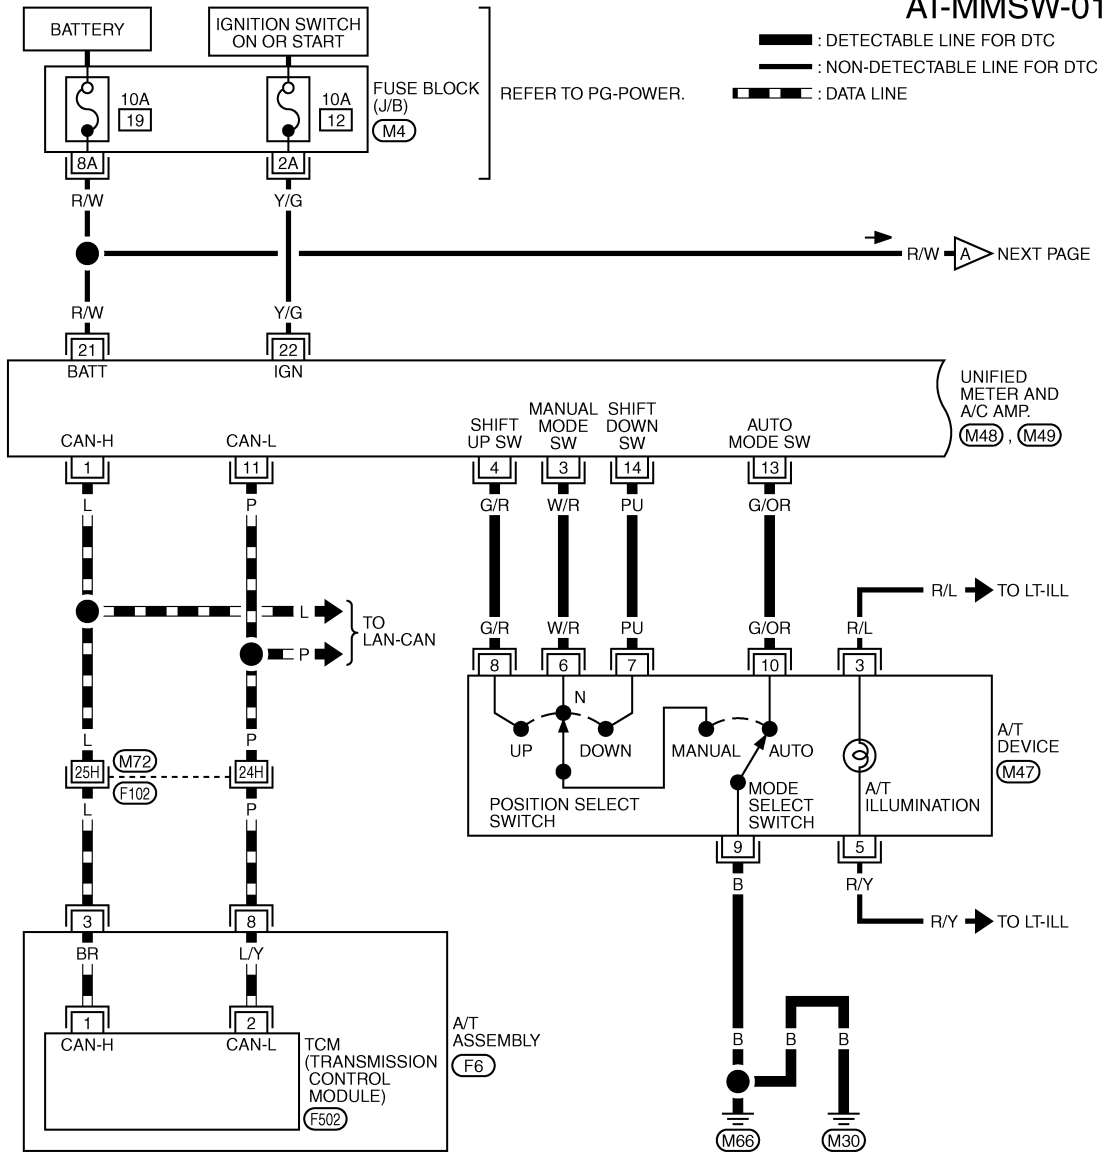 AT-MMSW-01
BATTERY
IGNITION SWITCH
ON OR START
: DETECTABLE LINE FOR DTC
: NON-DETECTABLE LINE FOR DTC
: DATA LINE
10A
19
10A
12
FUSE BLOCK
(J/B)
M4
REFER TO PG-POWER.
8A
2A
R/W
Y/G
R/W
A
NEXT PAGE
R/W
Y/G
21
22
BATT
IGN
UNIFIED
METER AND
A/C AMP.
M48 , M49
CAN-H
CAN-L
SHIFT
UP SW
MANUAL
MODE
SW
SHIFT
DOWN
SW
AUTO
MODE SW
1
11
4
3
14
13
L
P
G/R
W/R
PU
G/OR
R/L
TO LT-ILL
L
P
TO
LAN-CAN
G/R
W/R
PU
G/OR
R/L
8
6
7
10
3
N
UP
DOWN
MANUAL
AUTO
POSITION SELECT
SWITCH
MODE
SELECT
SWITCH
A/T
ILLUMINATION
A/T
DEVICE
M47
L
P
25H
M72
F102
24H
L
P
9
5
B
R/Y
R/Y
TO LT-ILL
3
8
BR
L/Y
1
2
CAN-H
CAN-L
TCM
(TRANSMISSION
CONTROL
MODULE)
F502
A/T
ASSEMBLY
F6
B
B
B
M66
M30